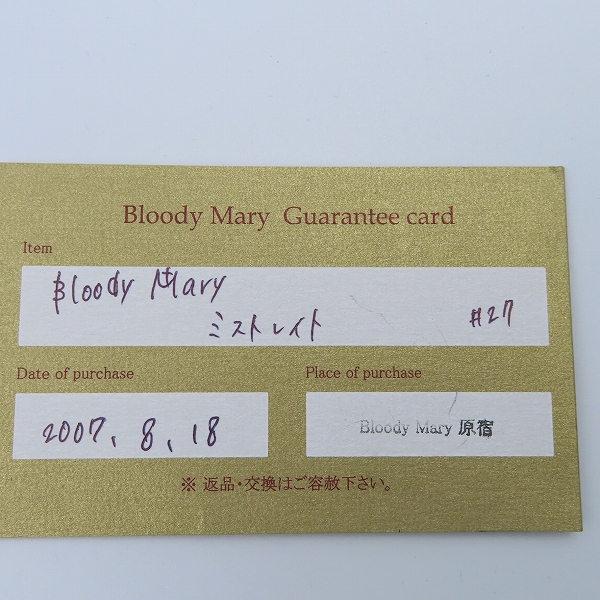 Bloody Mary Guarantee card
Item
Bloody Mary
ミストレイト #27
Date of purchase
Place of purchase
2007, 8, 18
Bloody Mary 原宿
※ 返品・交換はご容赦下さい。